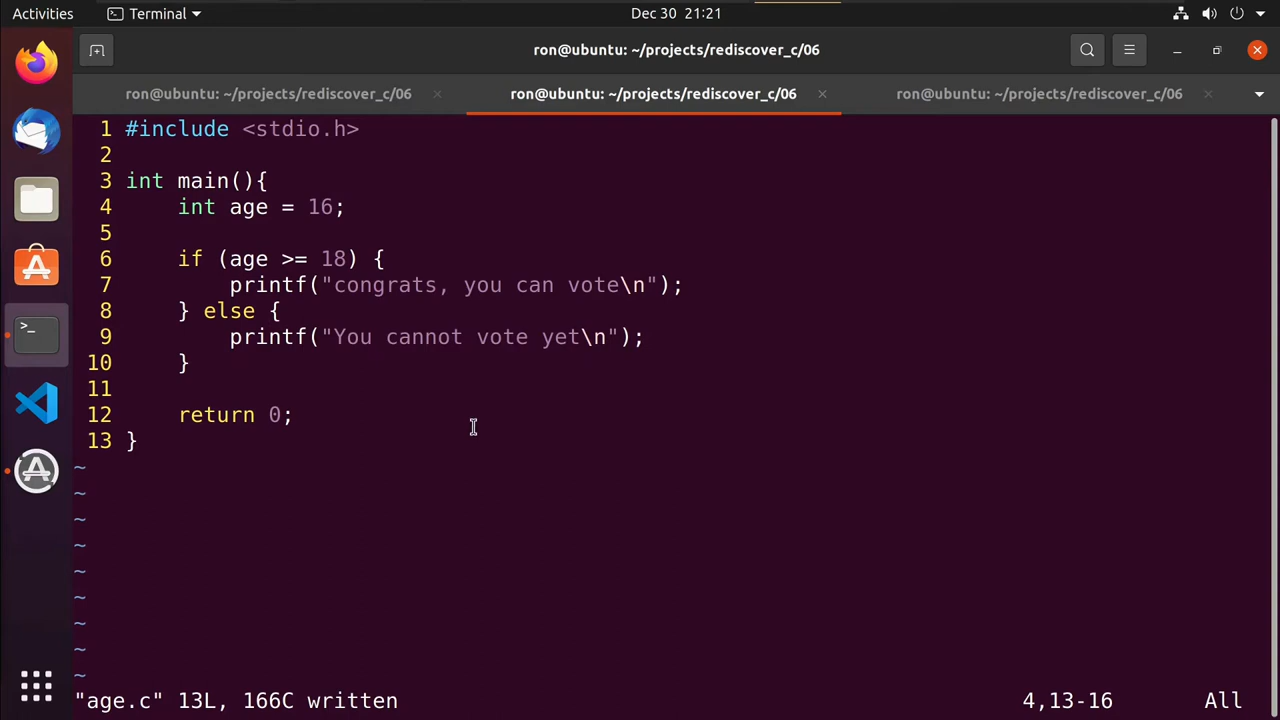 Activities Terminal Dec 30 21:21
ron@ubuntu: ~/projects/rediscover_c/06
ron@ubuntu: ~/projects/rediscover_c/06 × ron@ubuntu: ~/projects/rediscover_c/06 × ron@ubuntu: ~/projects/rediscover_c/06 ×
1 #include <stdio.h>
2
3 int main(){
4     int age = 16;
5
6     if (age >= 18) {
7         printf("congrats, you can vote\n");
8     } else {
9         printf("You cannot vote yet\n");
10     }
11
12     return 0;
13 }
~
~
~
~
~
~
~
~
~
"age.c" 13L, 166C written 4,13-16 All